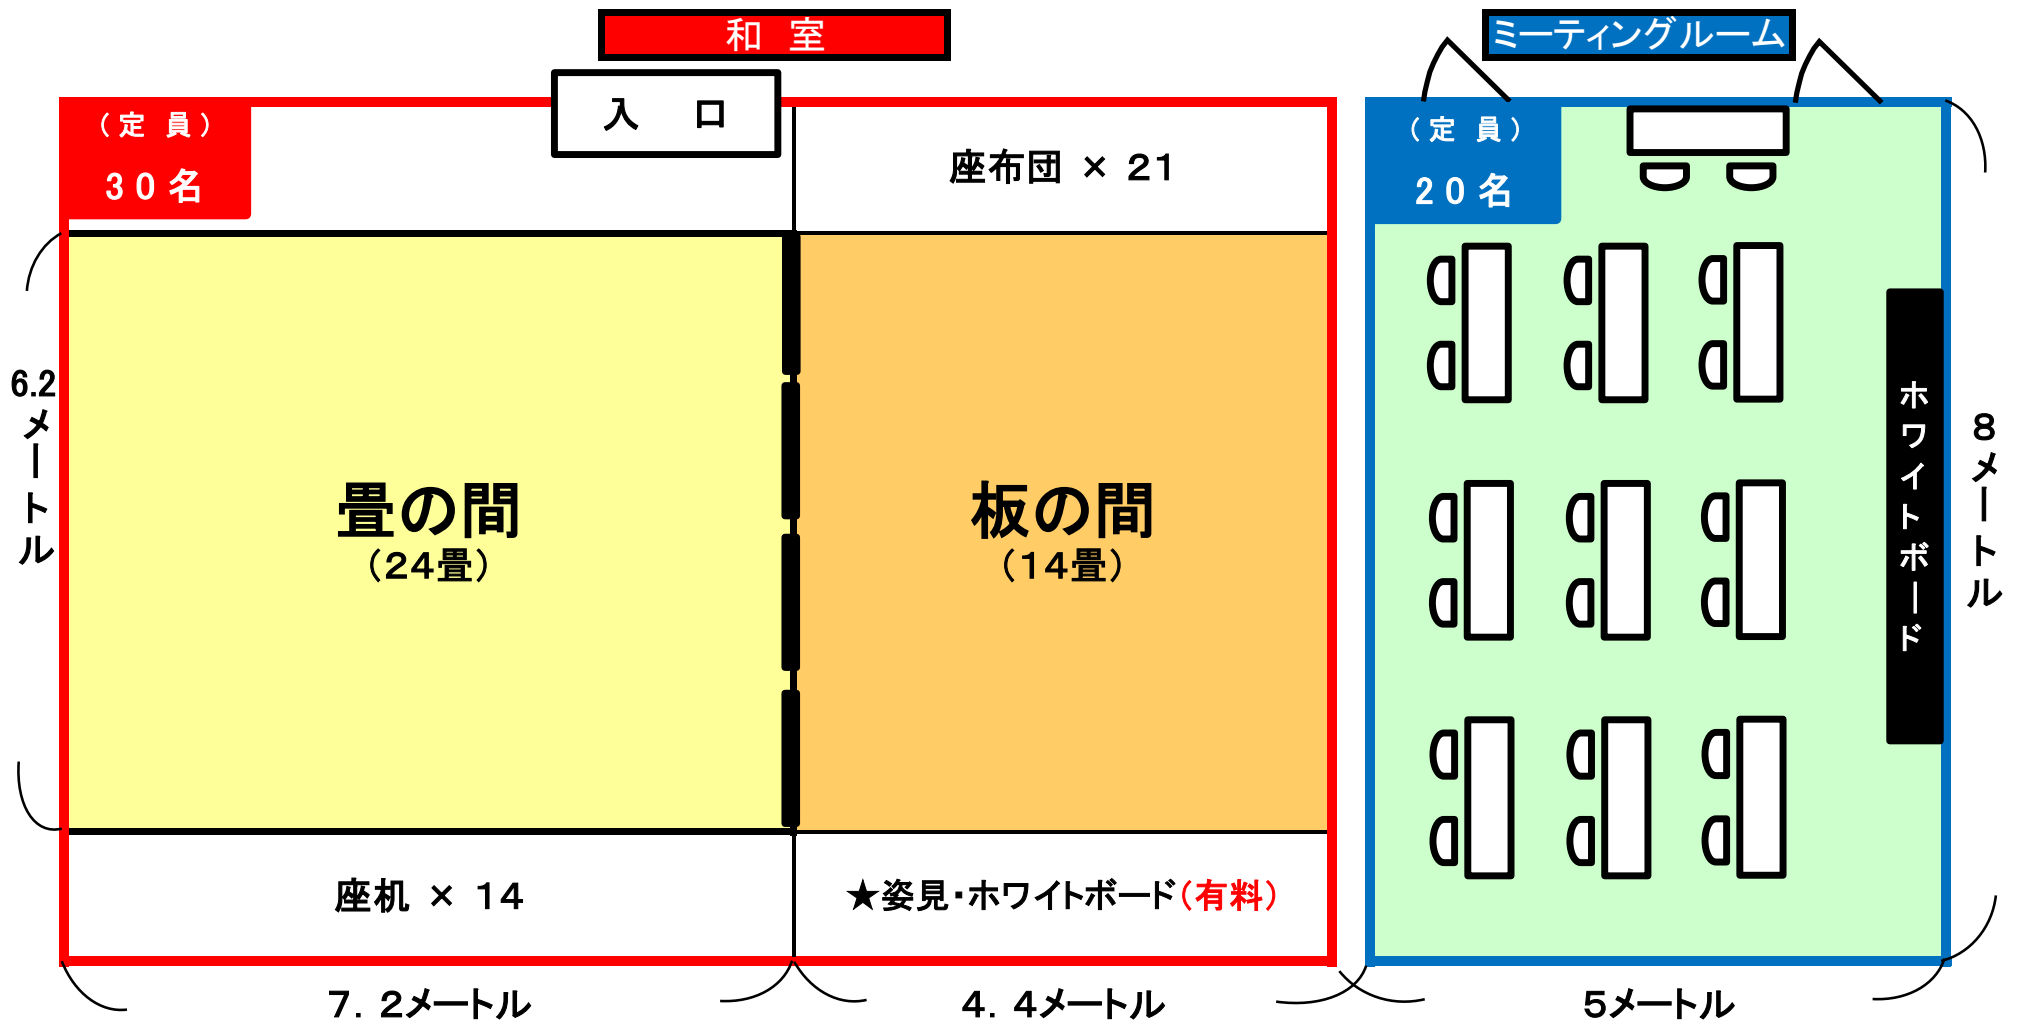 和 室
ミーティングルーム
入 口
（定 員）
30名
座布団 × 21
（定 員）
20名
6.2メートル
畳の間
（24畳）
板の間
（14畳）
ホワイトボード
8メートル
座机 × 14
★姿見・ホワイトボード（有料）
7．2メートル
4．4メートル
5メートル